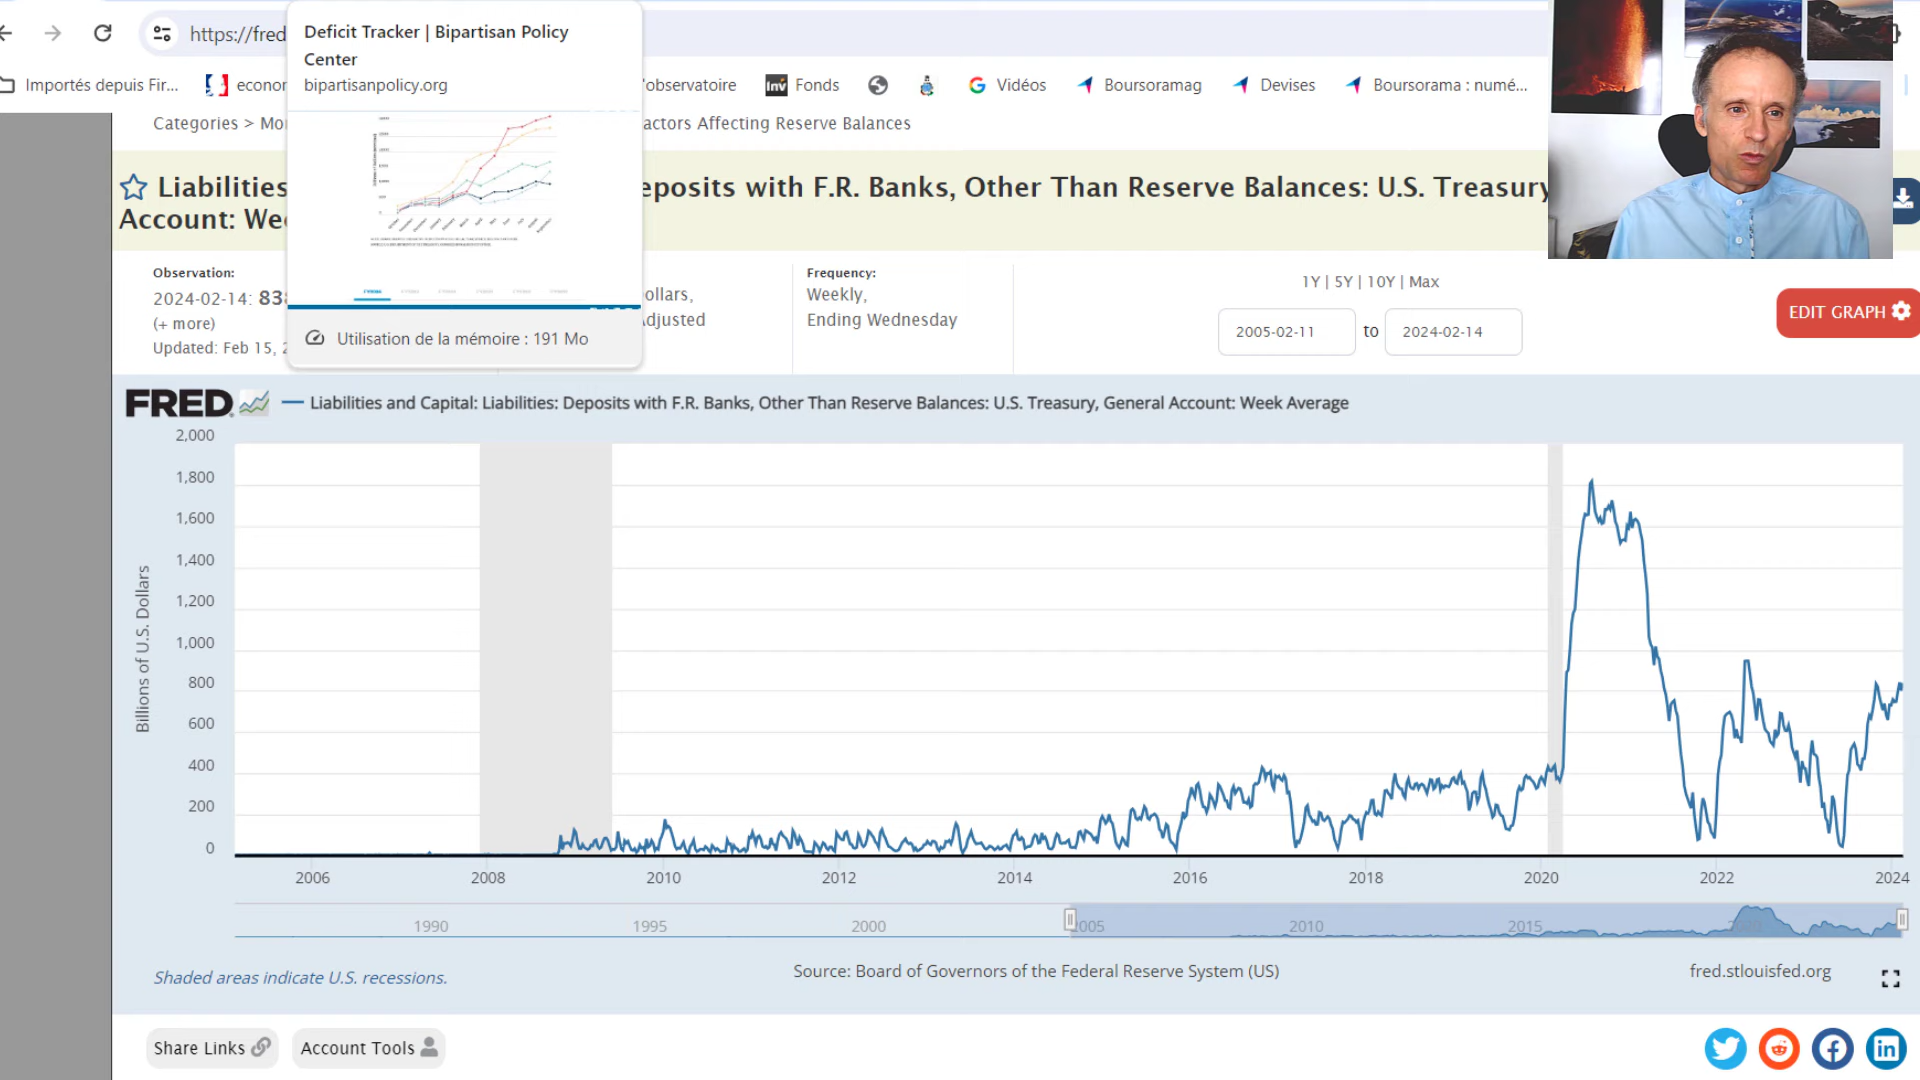 https://fred
Deficit Tracker | Bipartisan Policy
Center
bipartisanpolicy.org
Importés depuis Fir...
econor
'observatoire
Fonds
Vidéos
Boursoramag
Devises
Boursorama : numé...
Categories > Mor
actors Affecting Reserve Balances
Liabilities
eposits with F.R. Banks, Other Than Reserve Balances: U.S. Treasury
Account: We
Observation:
2024-02-14: 83
(+ more)
Updated: Feb 15, 2
ollars,
Adjusted
Frequency:
Weekly,
Ending Wednesday
1Y | 5Y | 10Y | Max
2005-02-11 to 2024-02-14
EDIT GRAPH
Utilisation de la mémoire : 191 Mo
FRED
Liabilities and Capital: Liabilities: Deposits with F.R. Banks, Other Than Reserve Balances: U.S. Treasury, General Account: Week Average
Billions of U.S. Dollars
2,000
1,800
1,600
1,400
1,200
1,000
800
600
400
200
0
2006 2008 2010 2012 2014 2016 2018 2020 2022 2024
1990 1995 2000 005 2010 2015 2020
Shaded areas indicate U.S. recessions.
Source: Board of Governors of the Federal Reserve System (US)
fred.stlouisfed.org
Share Links
Account Tools